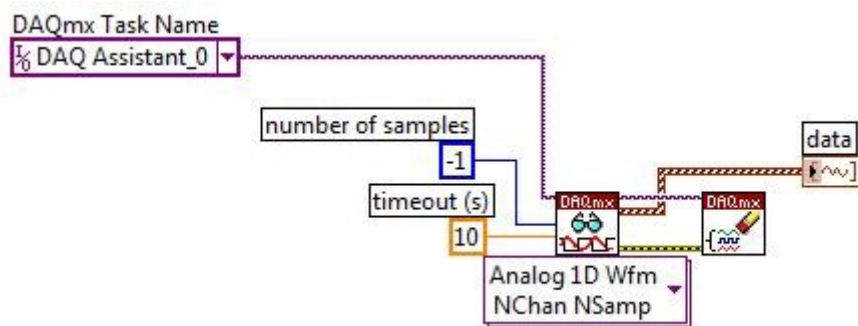 DAQmx Task Name
I/O DAQ Assistant_0
number of samples
-1
timeout (s)
10
data
DAQmx
DAQmx
Analog 1D Wfm
NChan NSamp